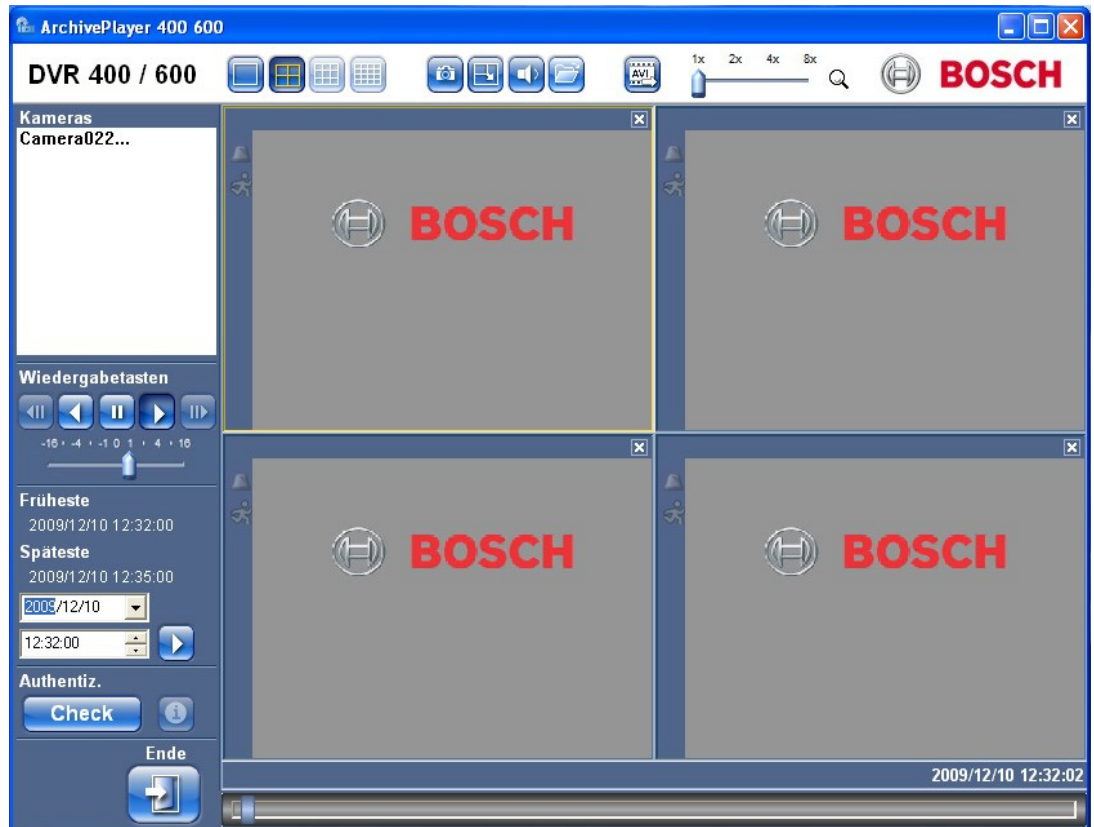 ArchivePlayer 400 600
DVR 400 / 600
AVI
1x 2x 4x 8x
BOSCH
Kameras
Camera022...
BOSCH
BOSCH
Wiedergabetasten
-16 -4 -1 0 1 4 16
Früheste
2009/12/10 12:32:00
Späteste
2009/12/10 12:35:00
2009/12/10
12:32:00
BOSCH
BOSCH
Authentiz.
Check
Ende
2009/12/10 12:32:02